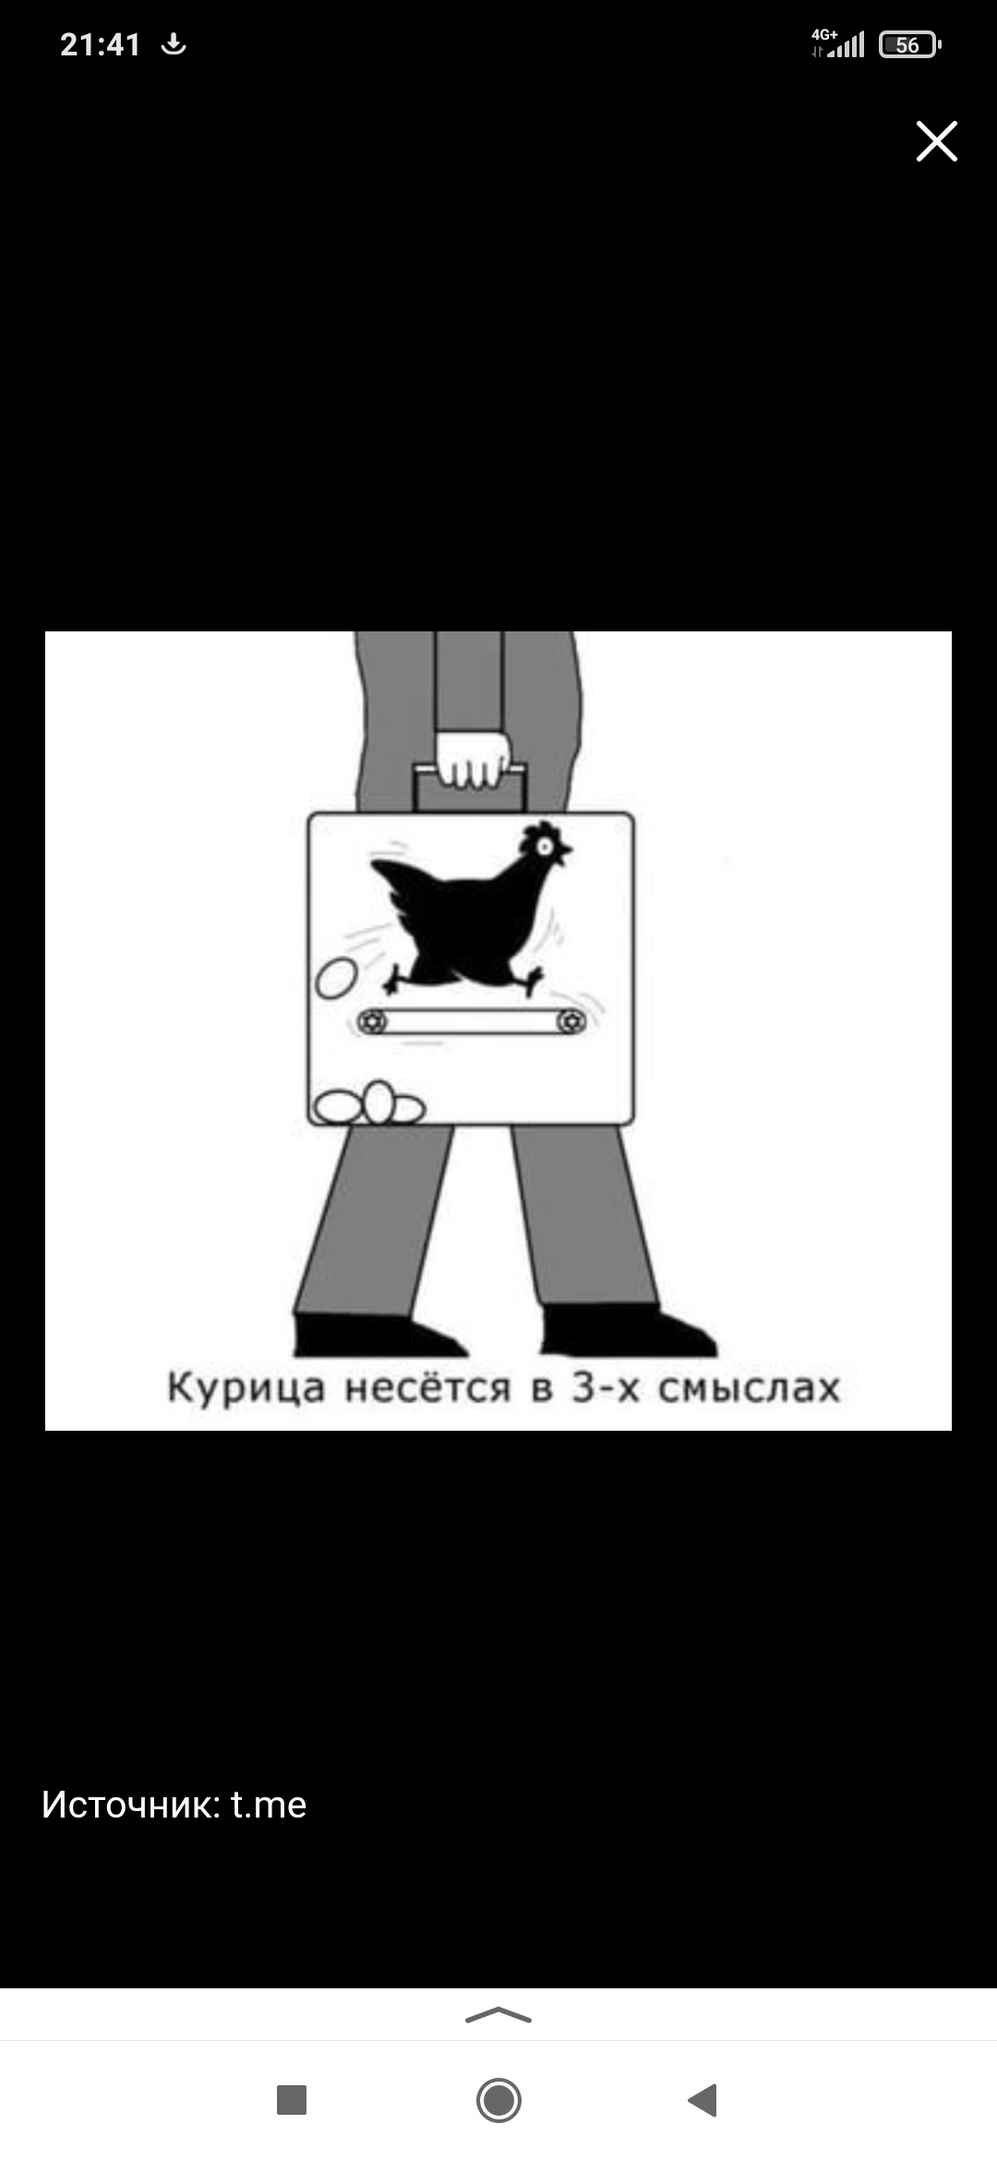 21:41
4G+
56
Курица несётся в 3-х смыслах
Источник: t.me